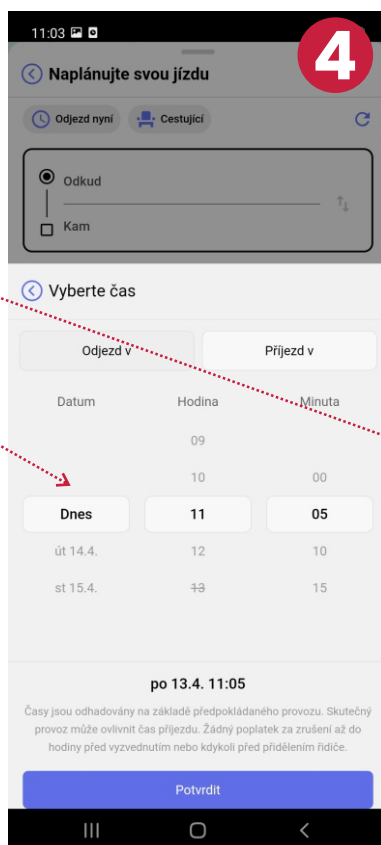 11:03
4
Naplánujte svou jízdu
Odjezd nyní Cestující
Odkud
Kam
Vyberte čas
Odjezd v Příjezd v
Datum Hodina Minuta
09
10 00
Dnes 11 05
út 14.4. 12 10
st 15.4. 13 15
po 13.4. 11:05
Časy jsou odhadovány na základě předpokládaného provozu. Skutečný
provoz může ovlivnit čas příjezdu. Žádný poplatek za zrušení až do
hodiny před vyzvednutím nebo kdykoli před přidělením řidiče.
Potvrdit